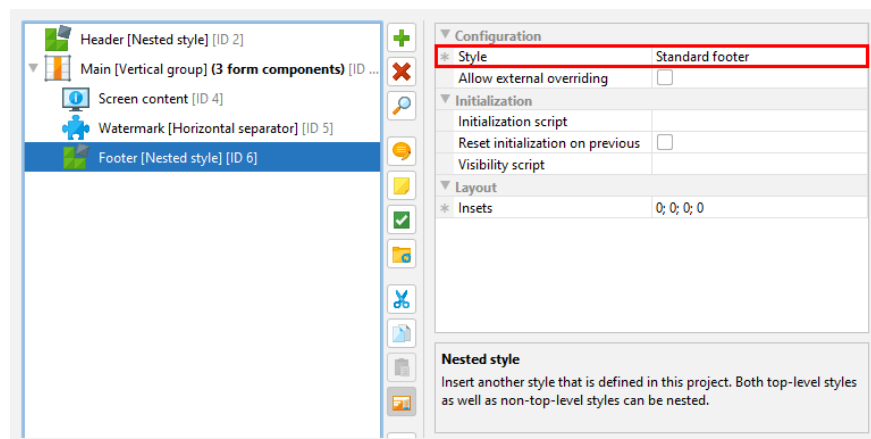 Header [Nested style] [ID 2]
Main [Vertical group] (3 form components) [ID ...
Screen content [ID 4]
Watermark [Horizontal separator] [ID 5]
Footer [Nested style] [ID 6]
Configuration
Style Standard footer
Allow external overriding
Initialization
Initialization script
Reset initialization on previous
Visibility script
Layout
Insets 0; 0; 0; 0
Nested style
Insert another style that is defined in this project. Both top-level styles
as well as non-top-level styles can be nested.